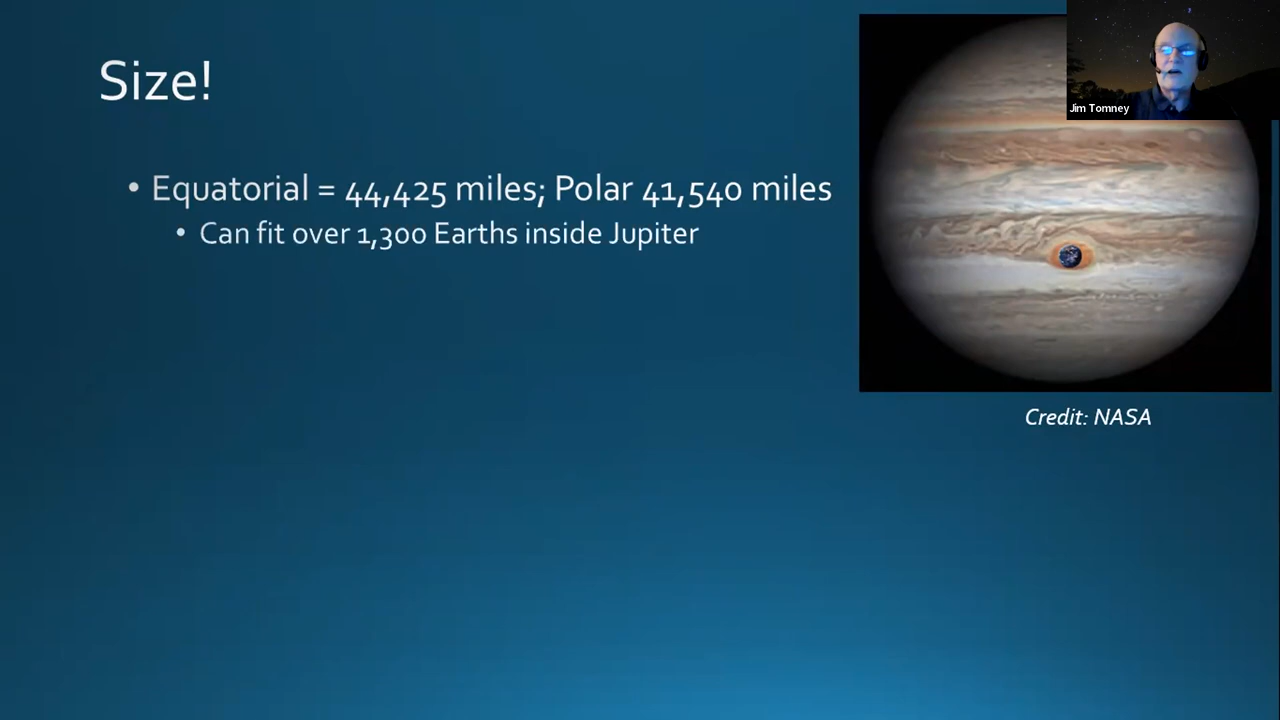 Size!
• Equatorial = 44,425 miles; Polar 41,540 miles
• Can fit over 1,300 Earths inside Jupiter
Jim Tomney
Credit: NASA